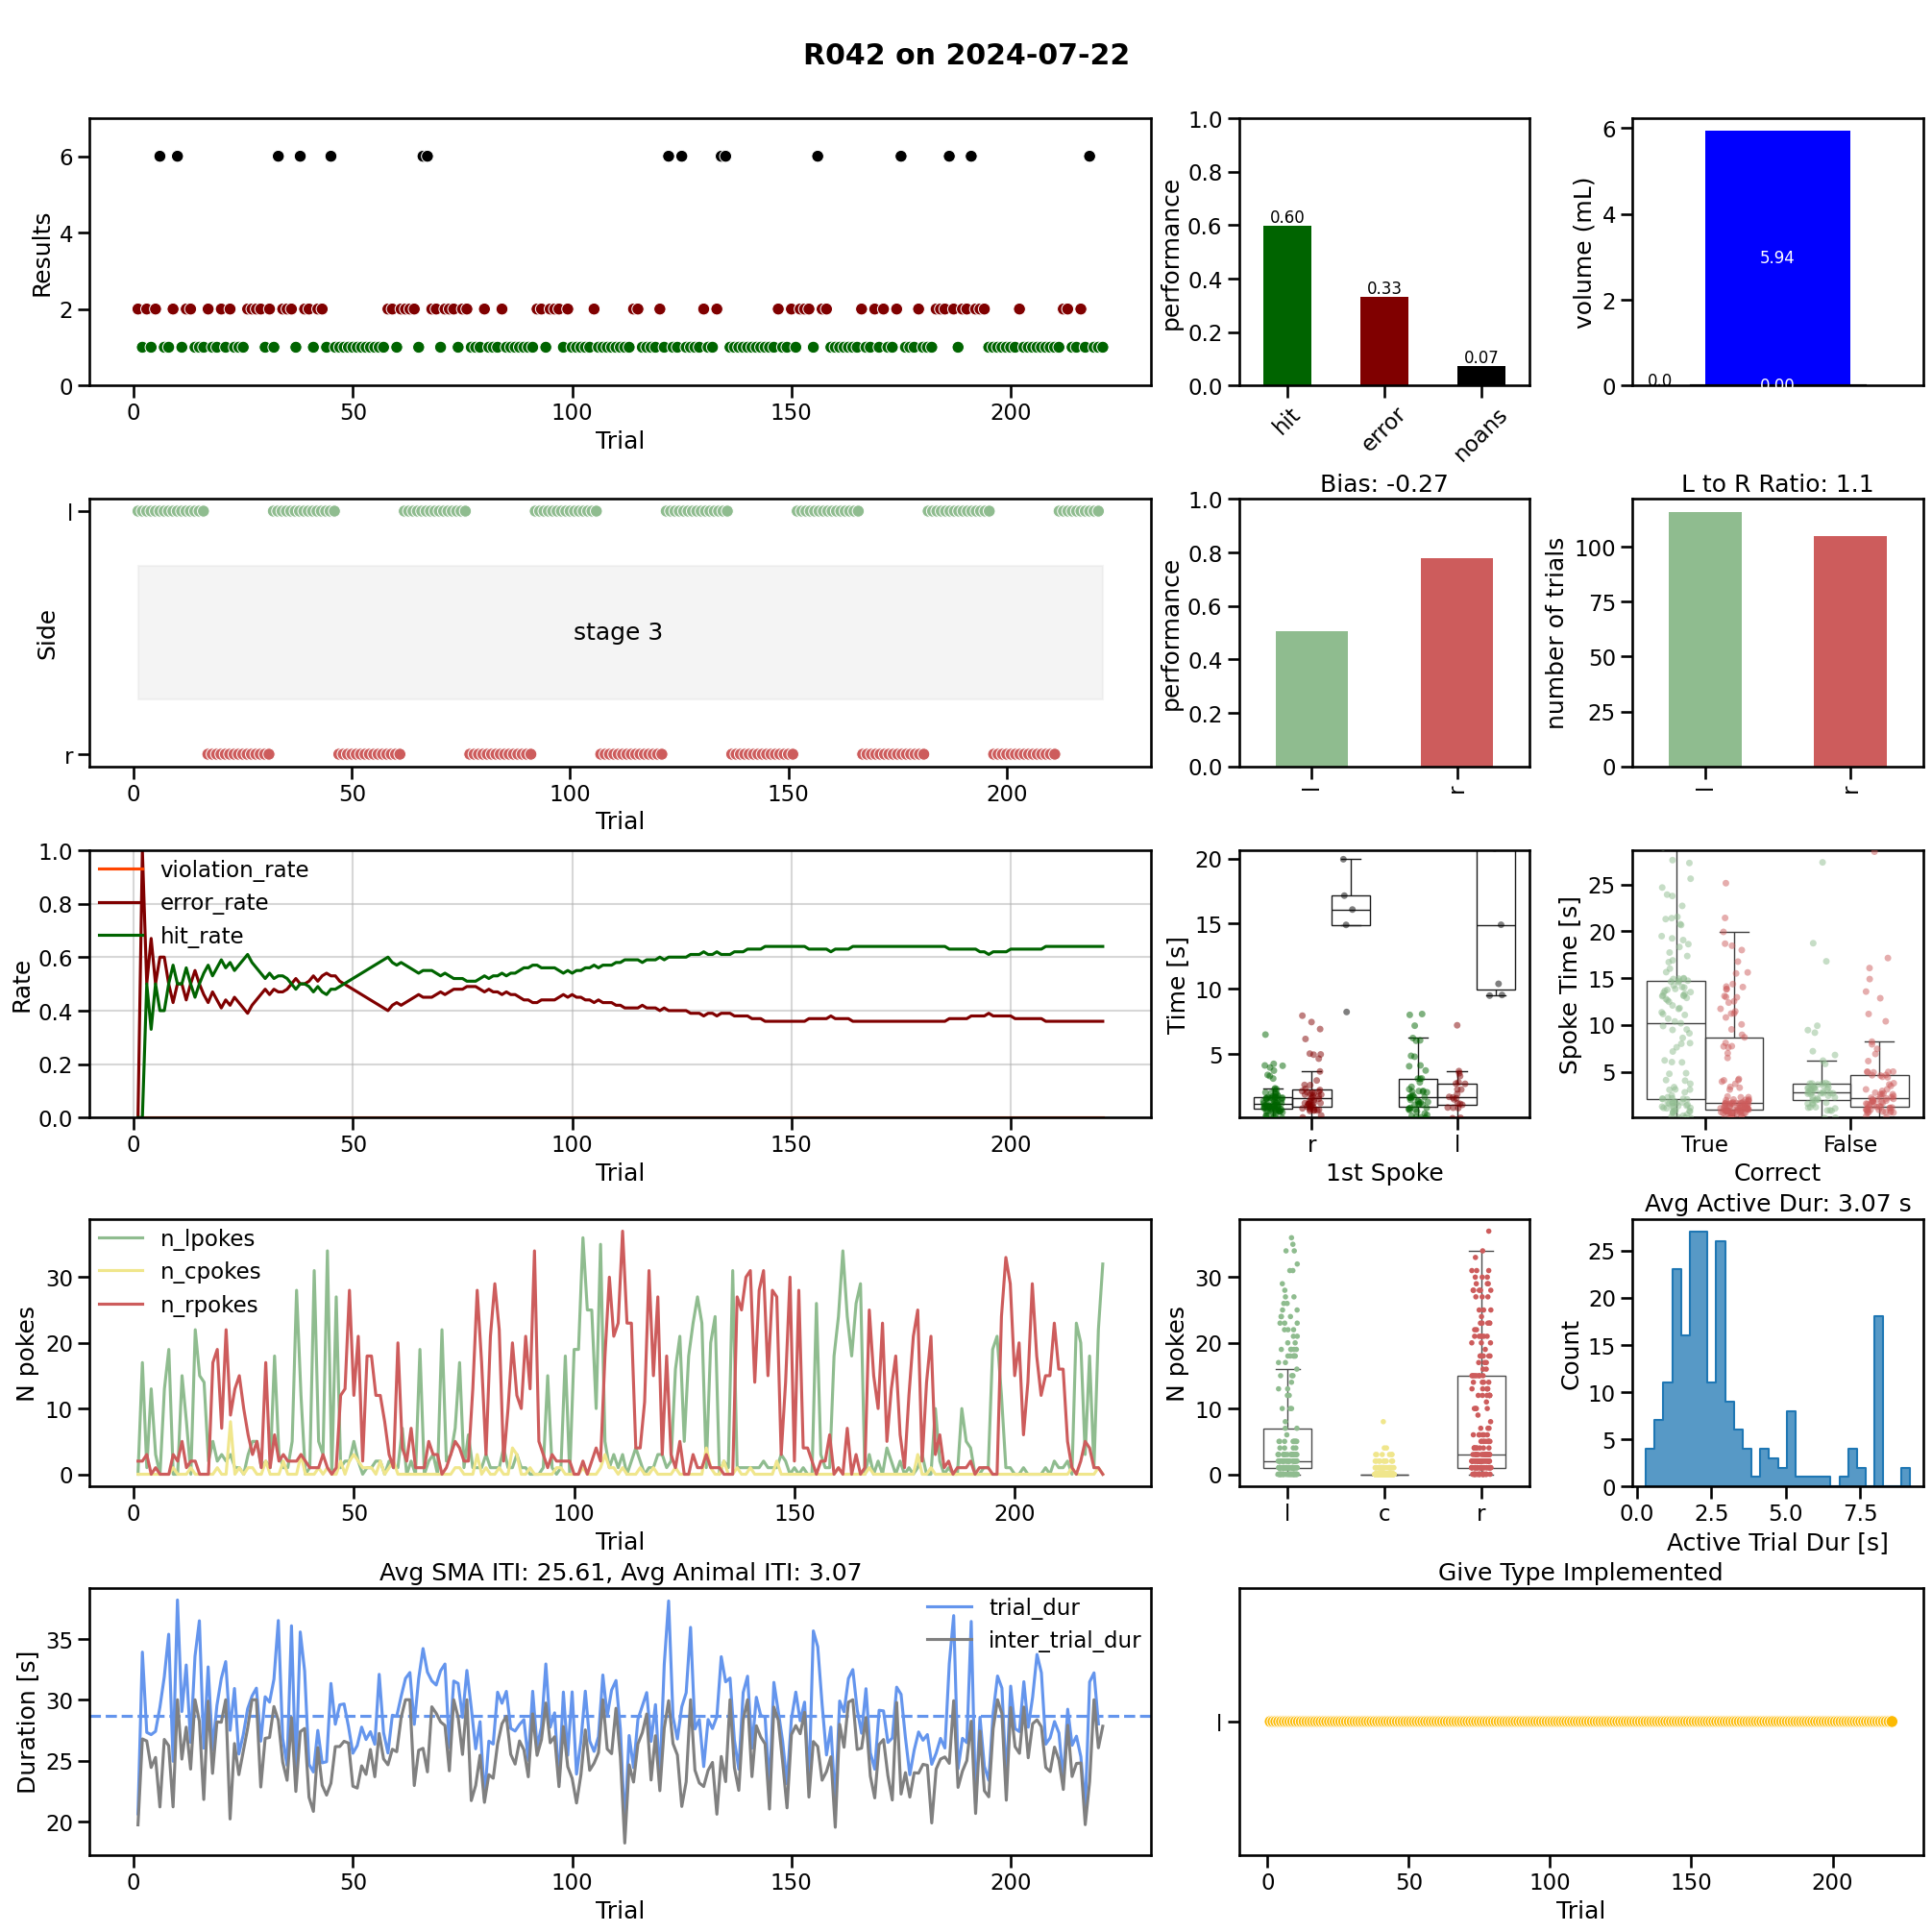 R042 on 2024-07-22
Results
6
4
2
0
0
50
100
150
200
Trial
performance
1.0
0.8
0.6
0.4
0.2
0.0
0.60
0.33
0.07
hit
error
noans
volume (mL)
6
4
2
0
5.94
0.0
0.00
Side
l
r
stage 3
0
50
100
150
200
Trial
Bias: -0.27
performance
1.0
0.8
0.6
0.4
0.2
0.0
l
r
L to R Ratio: 1.1
number of trials
100
75
50
25
0
l
r
Rate
1.0
0.8
0.6
0.4
0.2
0.0
violation_rate
error_rate
hit_rate
0
50
100
150
200
Trial
Time [s]
20
15
10
5
r
l
1st Spoke
Spoke Time [s]
25
20
15
10
5
True
False
Correct
N pokes
30
20
10
0
n_lpokes
n_cpokes
n_rpokes
0
50
100
150
200
Trial
N pokes
30
20
10
0
l
c
r
Avg Active Dur: 3.07 s
Count
25
20
15
10
5
0
0.0
2.5
5.0
7.5
Active Trial Dur [s]
Avg SMA ITI: 25.61, Avg Animal ITI: 3.07
Duration [s]
35
30
25
20
trial_dur
inter_trial_dur
0
50
100
150
200
Trial
Give Type Implemented
l
0
50
100
150
200
Trial